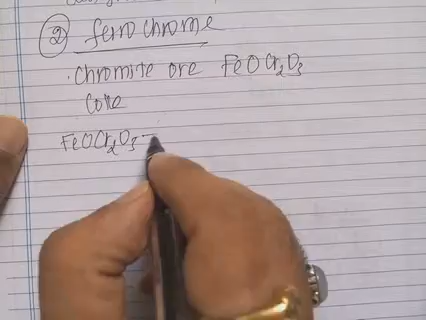 ② ferro chrome
. chromite ore FeOCr₂O₃
Coke
FeOCr₂O₃ -